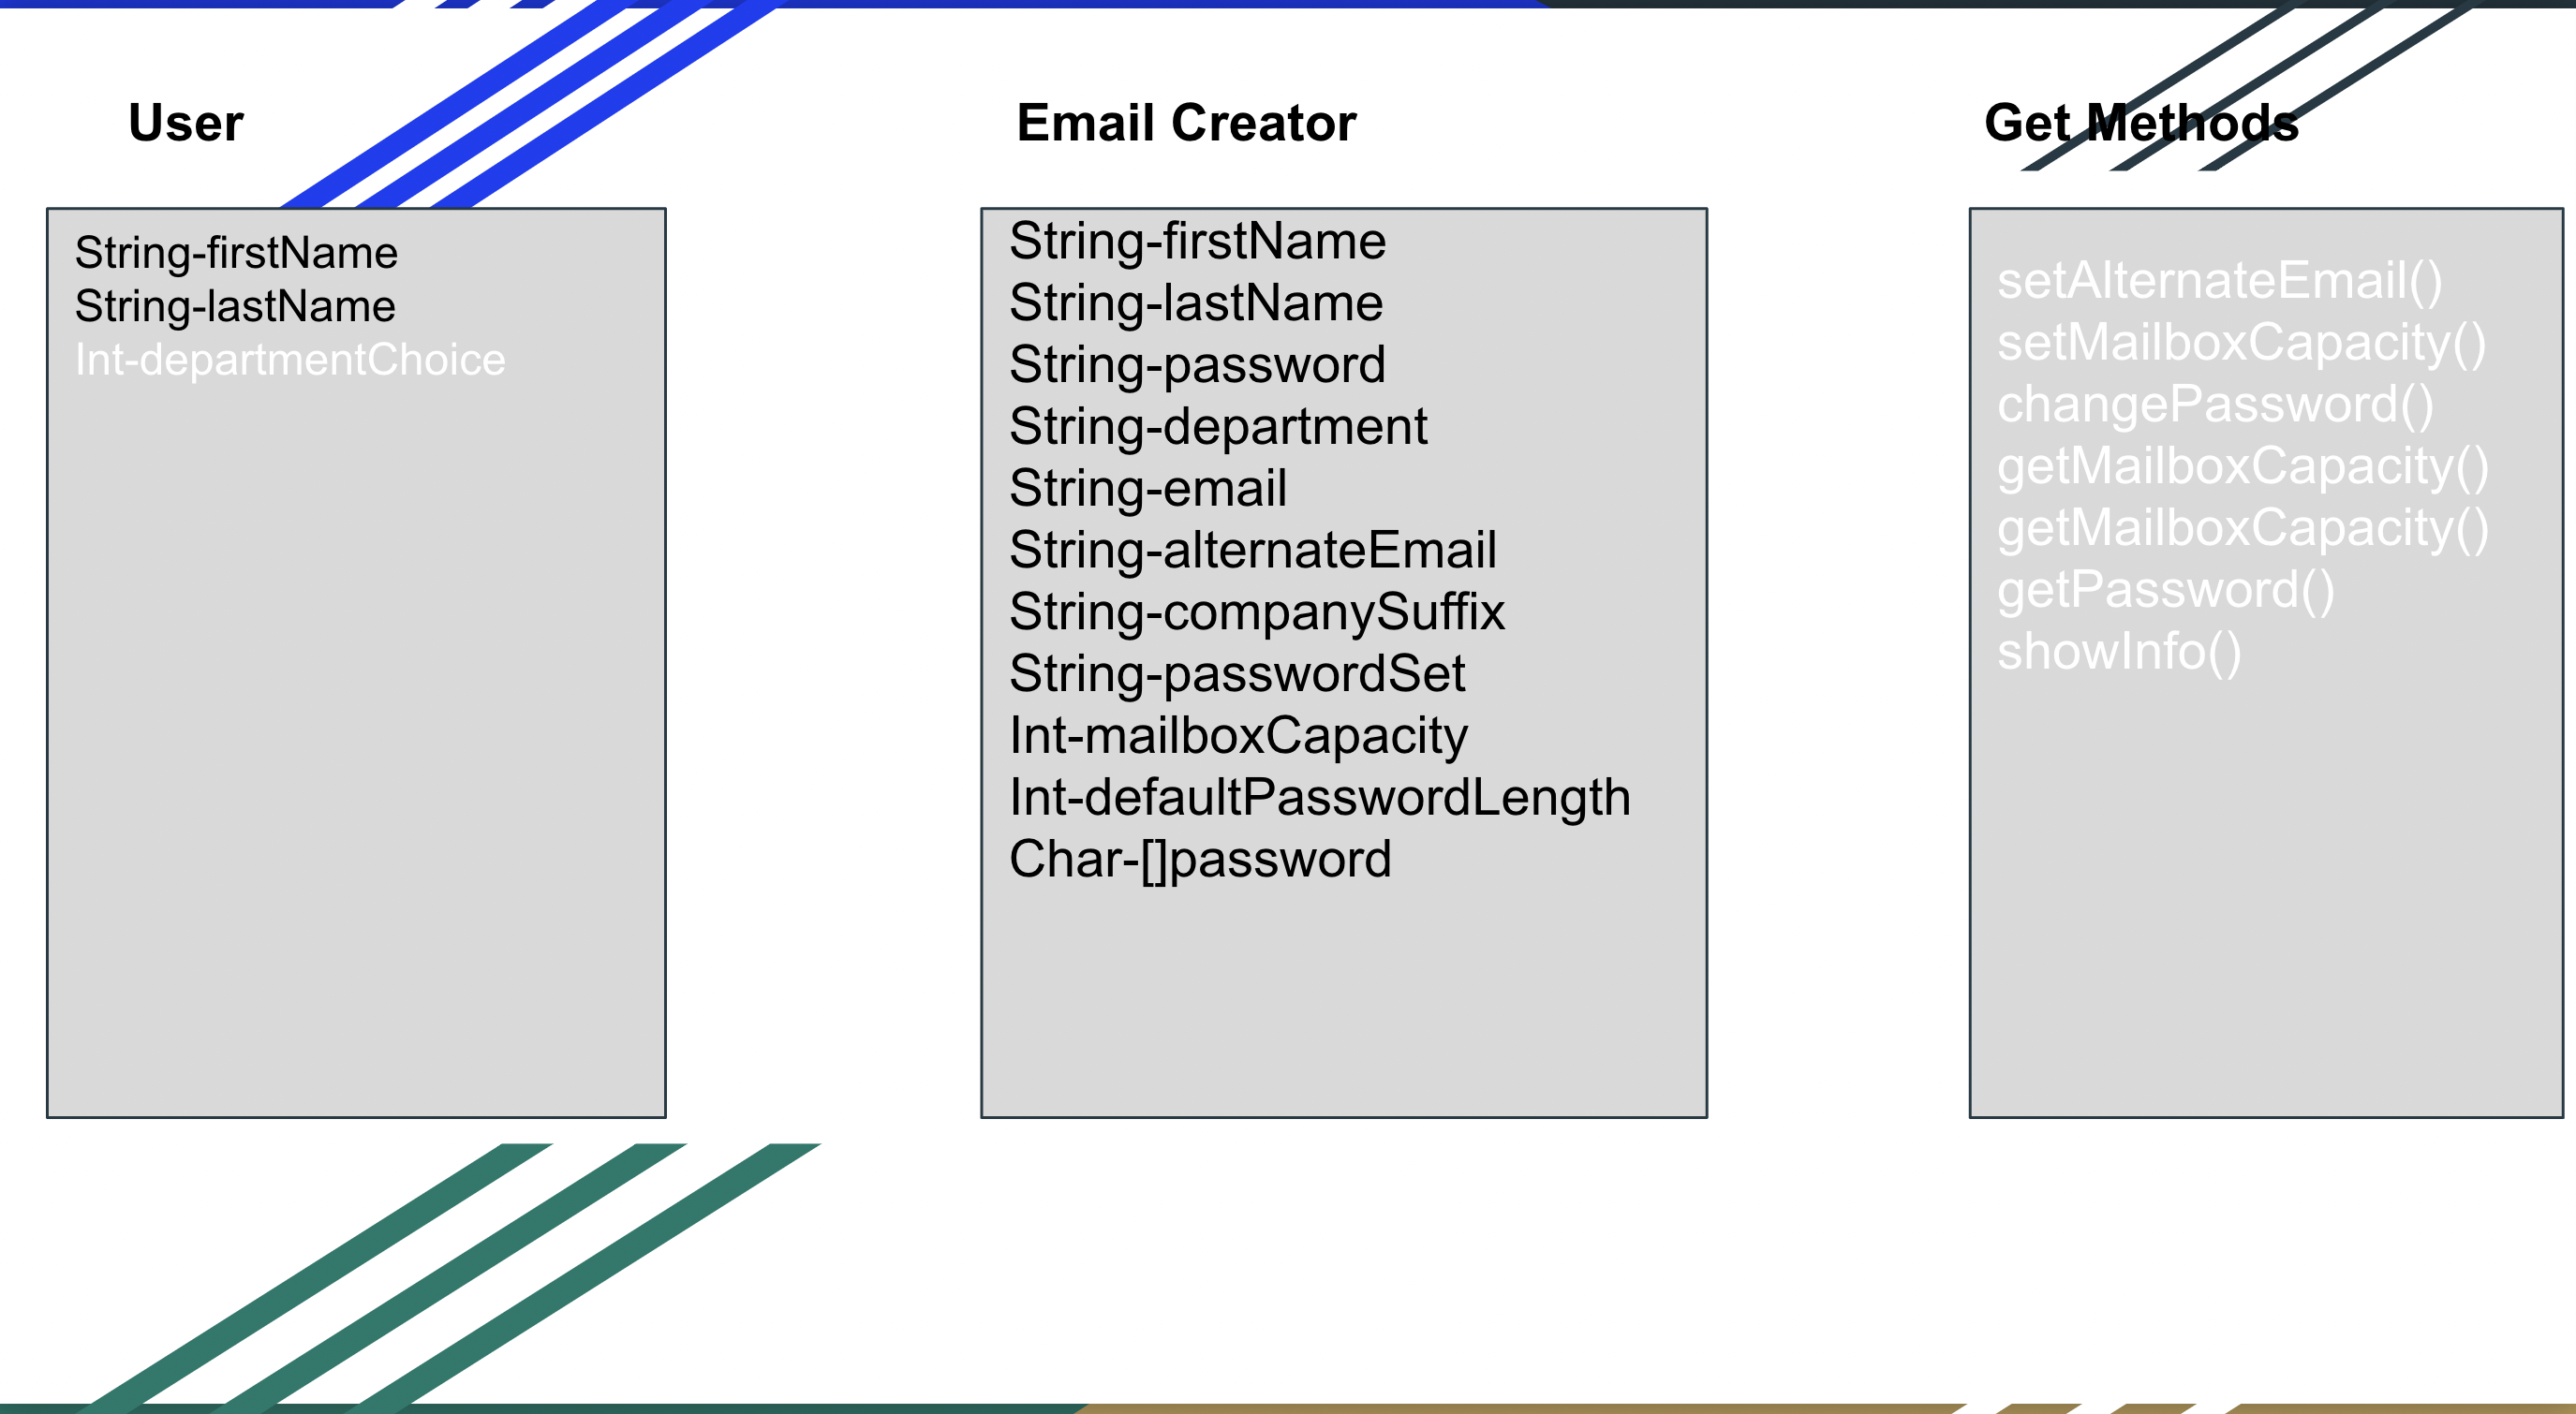 User
String-firstName
String-lastName
Int-departmentChoice
Email Creator
String-firstName
String-lastName
String-password
String-department
String-email
String-alternateEmail
String-companySuffix
String-passwordSet
Int-mailboxCapacity
Int-defaultPasswordLength
Char-[]password
Get Methods
setAlternateEmail()
setMailboxCapacity()
changePassword()
getMailboxCapacity()
getMailboxCapacity()
getPassword()
showInfo()